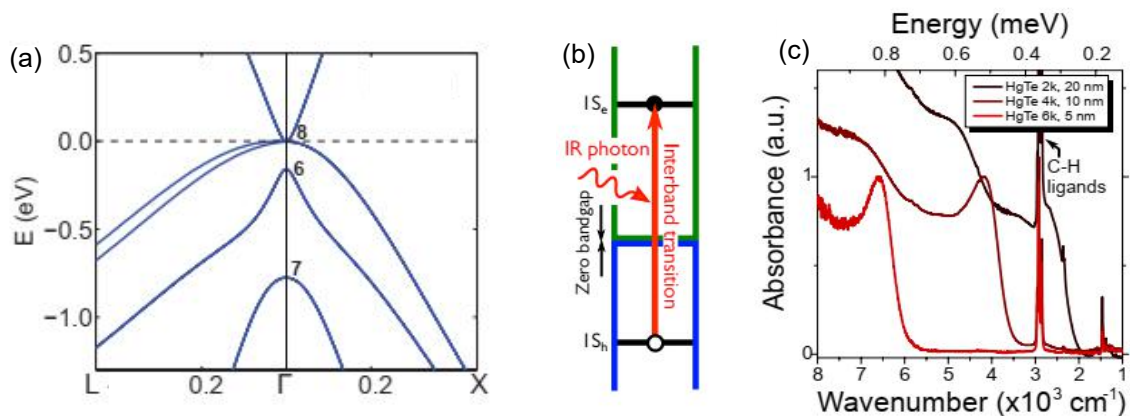 (a)
E (eV)
0.5
0.0
−0.5
−1.0
8
6
7
L
0.2
Γ
0.2
X
(b)
1S_e
IR photon
Interband transition
Zero bandgap
1S_h
(c)
Energy (meV)
0.8
0.6
0.4
0.2
HgTe 2k, 20 nm
HgTe 4k, 10 nm
HgTe 6k, 5 nm
C-H
ligands
Absorbance (a.u.)
1
0
8
7
6
5
4
3
2
1
Wavenumber (x10³ cm⁻¹)